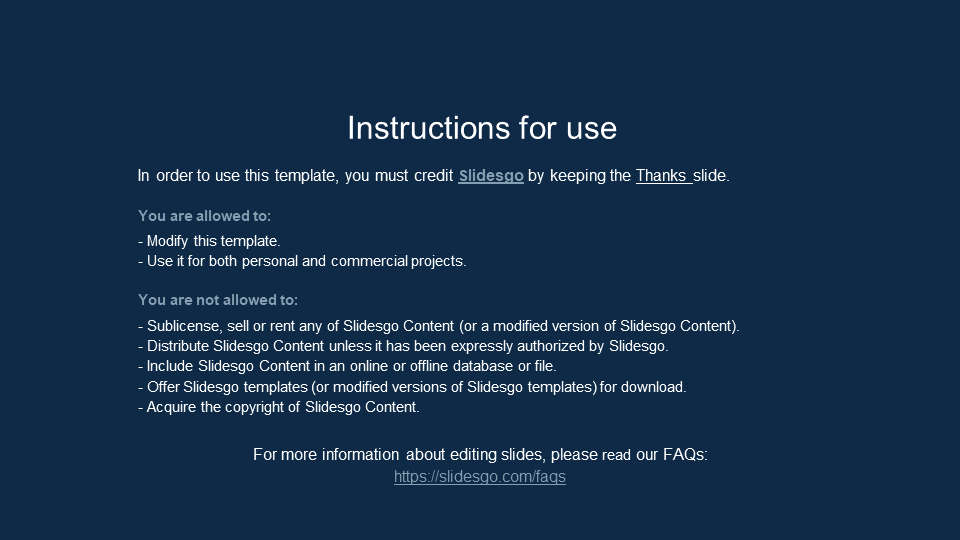 Instructions for use
In order to use this template, you must credit Slidesgo by keeping the Thanks slide.
You are allowed to:
- Modify this template.
- Use it for both personal and commercial projects.
You are not allowed to:
- Sublicense, sell or rent any of Slidesgo Content (or a modified version of Slidesgo Content).
- Distribute Slidesgo Content unless it has been expressly authorized by Slidesgo.
- Include Slidesgo Content in an online or offline database or file.
- Offer Slidesgo templates (or modified versions of Slidesgo templates) for download.
- Acquire the copyright of Slidesgo Content.
For more information about editing slides, please read our FAQs:
https://slidesgo.com/faqs